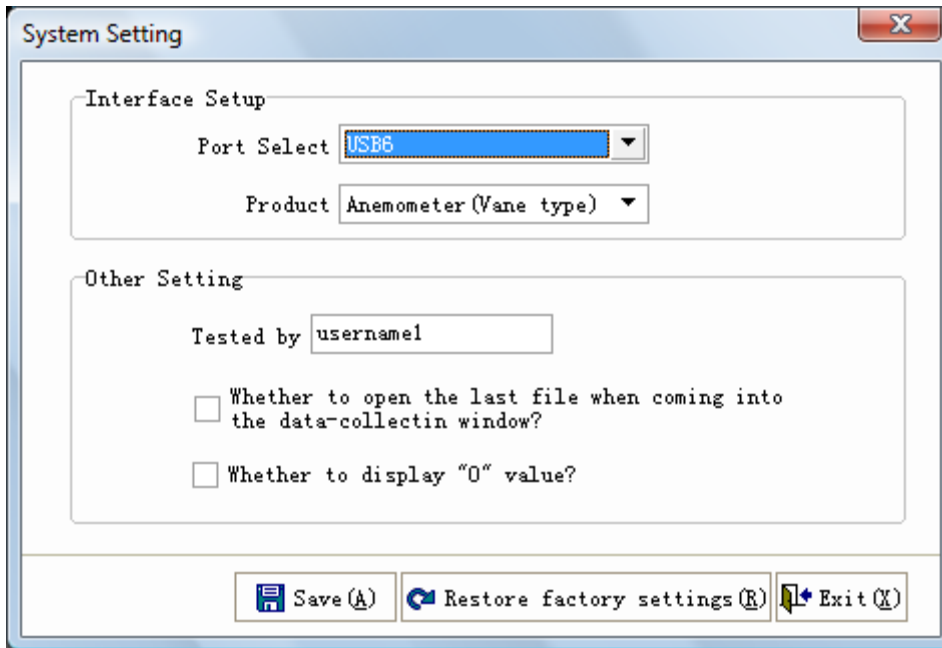 System Setting
Interface Setup
Port Select USB6
Product Anemometer(Vane type)
Other Setting
Tested by username1
Whether to open the last file when coming into
the data-collectin window?
Whether to display "0" value?
Save(A) Restore factory settings(R) Exit(X)